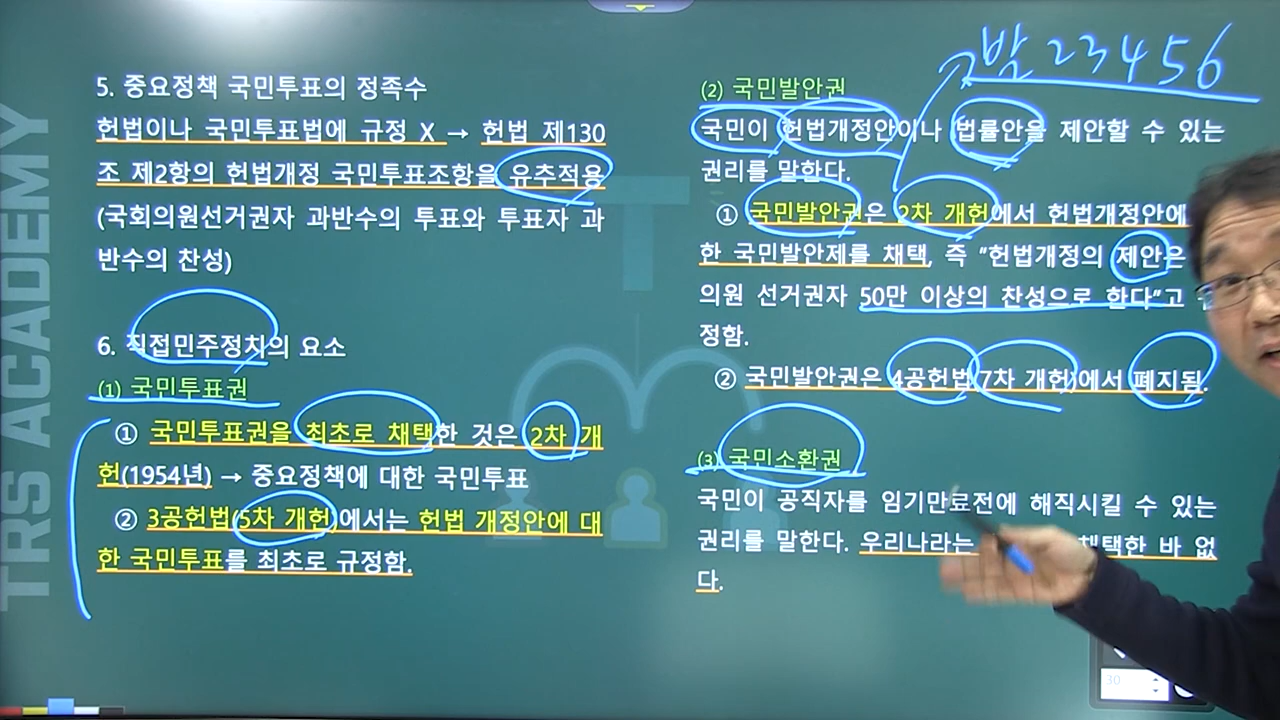 TRS ACADEMY
5. 중요정책 국민투표의 정족수
헌법이나 국민투표법에 규정 X → 헌법 제130
조 제2항의 헌법개정 국민투표조항을 유추적용
(국회의원선거권자 과반수의 투표와 투표자 과
반수의 찬성)
6. 직접민주정치의 요소
(1) 국민투표권
① 국민투표권을 최초로 채택한 것은 2차 개
헌(1954년) → 중요정책에 대한 국민투표
② 3공헌법(5차 개헌)에서는 헌법 개정안에 대
한 국민투표를 최초로 규정함.
밤 23456
(2) 국민발안권
국민이 헌법개정안이나 법률안을 제안할 수 있는
권리를 말한다.
① 국민발안권은 2차 개헌에서 헌법개정안에
한 국민발안제를 채택, 즉 "헌법개정의 제안은
의원 선거권자 50만 이상의 찬성으로 한다"고
정함.
② 국민발안권은 4공헌법(7차 개헌)에서 폐지됨.
(3) 국민소환권
국민이 공직자를 임기만료전에 해직시킬 수 있는
권리를 말한다. 우리나라는 채택한 바 없
다.
30